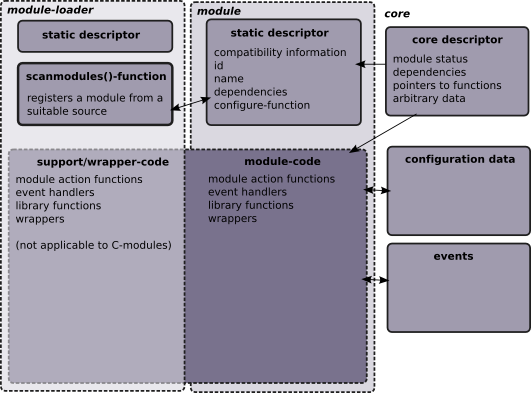 module-loader
static descriptor
scanmodules()-function
registers a module from a
suitable source
support/wrapper-code
module action functions
event handlers
library functions
wrappers
(not applicable to C-modules)
module
static descriptor
compatibility information
id
name
dependencies
configure-function
module-code
module action functions
event handlers
library functions
wrappers
core
core descriptor
module status
dependencies
pointers to functions
arbitrary data
configuration data
events